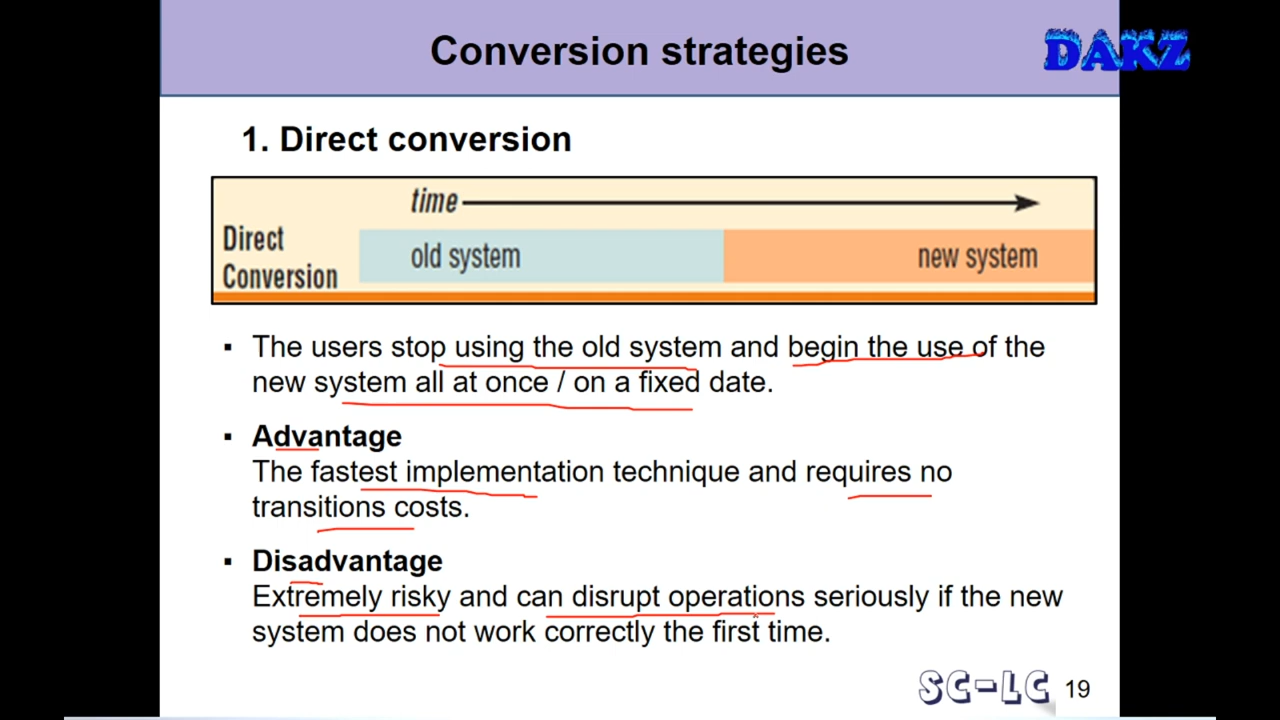 Conversion strategies
DAKZ
1. Direct conversion
time
Direct
Conversion
old system
new system
▪ The users stop using the old system and begin the use of the
new system all at once / on a fixed date.
▪ Advantage
The fastest implementation technique and requires no
transitions costs.
▪ Disadvantage
Extremely risky and can disrupt operations seriously if the new
system does not work correctly the first time.
SC-LC
19